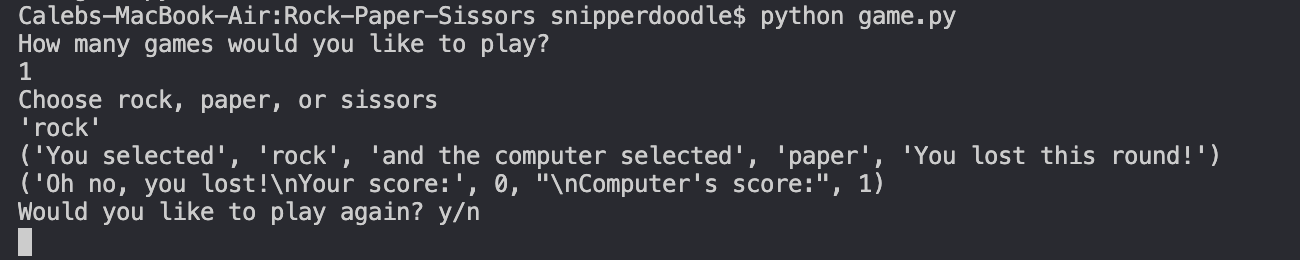 Calebs-MacBook-Air:Rock-Paper-Sissors snipperdoodle$ python game.py
How many games would you like to play?
1
Choose rock, paper, or sissors
'rock'
('You selected', 'rock', 'and the computer selected', 'paper', 'You lost this round!')
('Oh no, you lost!\nYour score:', 0, "\nComputer's score:", 1)
Would you like to play again? y/n